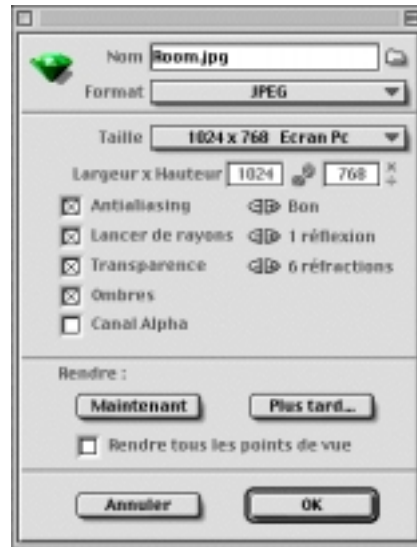 Nom Room.jpg
Format JPEG
Taille 1024 x 768 Ecran Pc
Largeur x Hauteur 1024 768
Antialiasing Bon
Lancer de rayons 1 réflexion
Transparence 6 réfractions
Ombres
Canal Alpha
Rendre :
Maintenant Plus tard...
Rendre tous les points de vue
Annuler OK